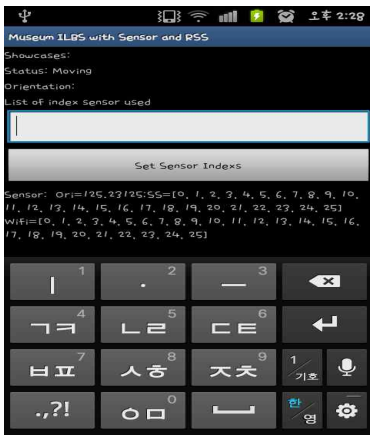 오후 2:28
Museum ILBS with Sensor and RSS
Showcases:
Status: Moving
Orientation:
List of index sensor used
Set Sensor Indexs
Sensor: Ori=125.23125:SS=[0, 1, 2, 3, 4, 5, 6, 7, 8, 9, 10,
11, 12, 13, 14, 15, 16, 17, 18, 19, 20, 21, 22, 23, 24, 25]
Wifi=[0, 1, 2, 3, 4, 5, 6, 7, 8, 9, 10, 11, 12, 13, 14, 15, 16,
17, 18, 19, 20, 21, 22, 23, 24, 25]
ㅣ 1 · 2 ㅡ 3
ㄱㅋ 4 ㄴㄹ 5 ㄷㅌ 6
ㅂㅍ 7 ㅅㅎ 8 ㅈㅊ 9 1/기호
.,?! ㅇㅁ 0 한/영